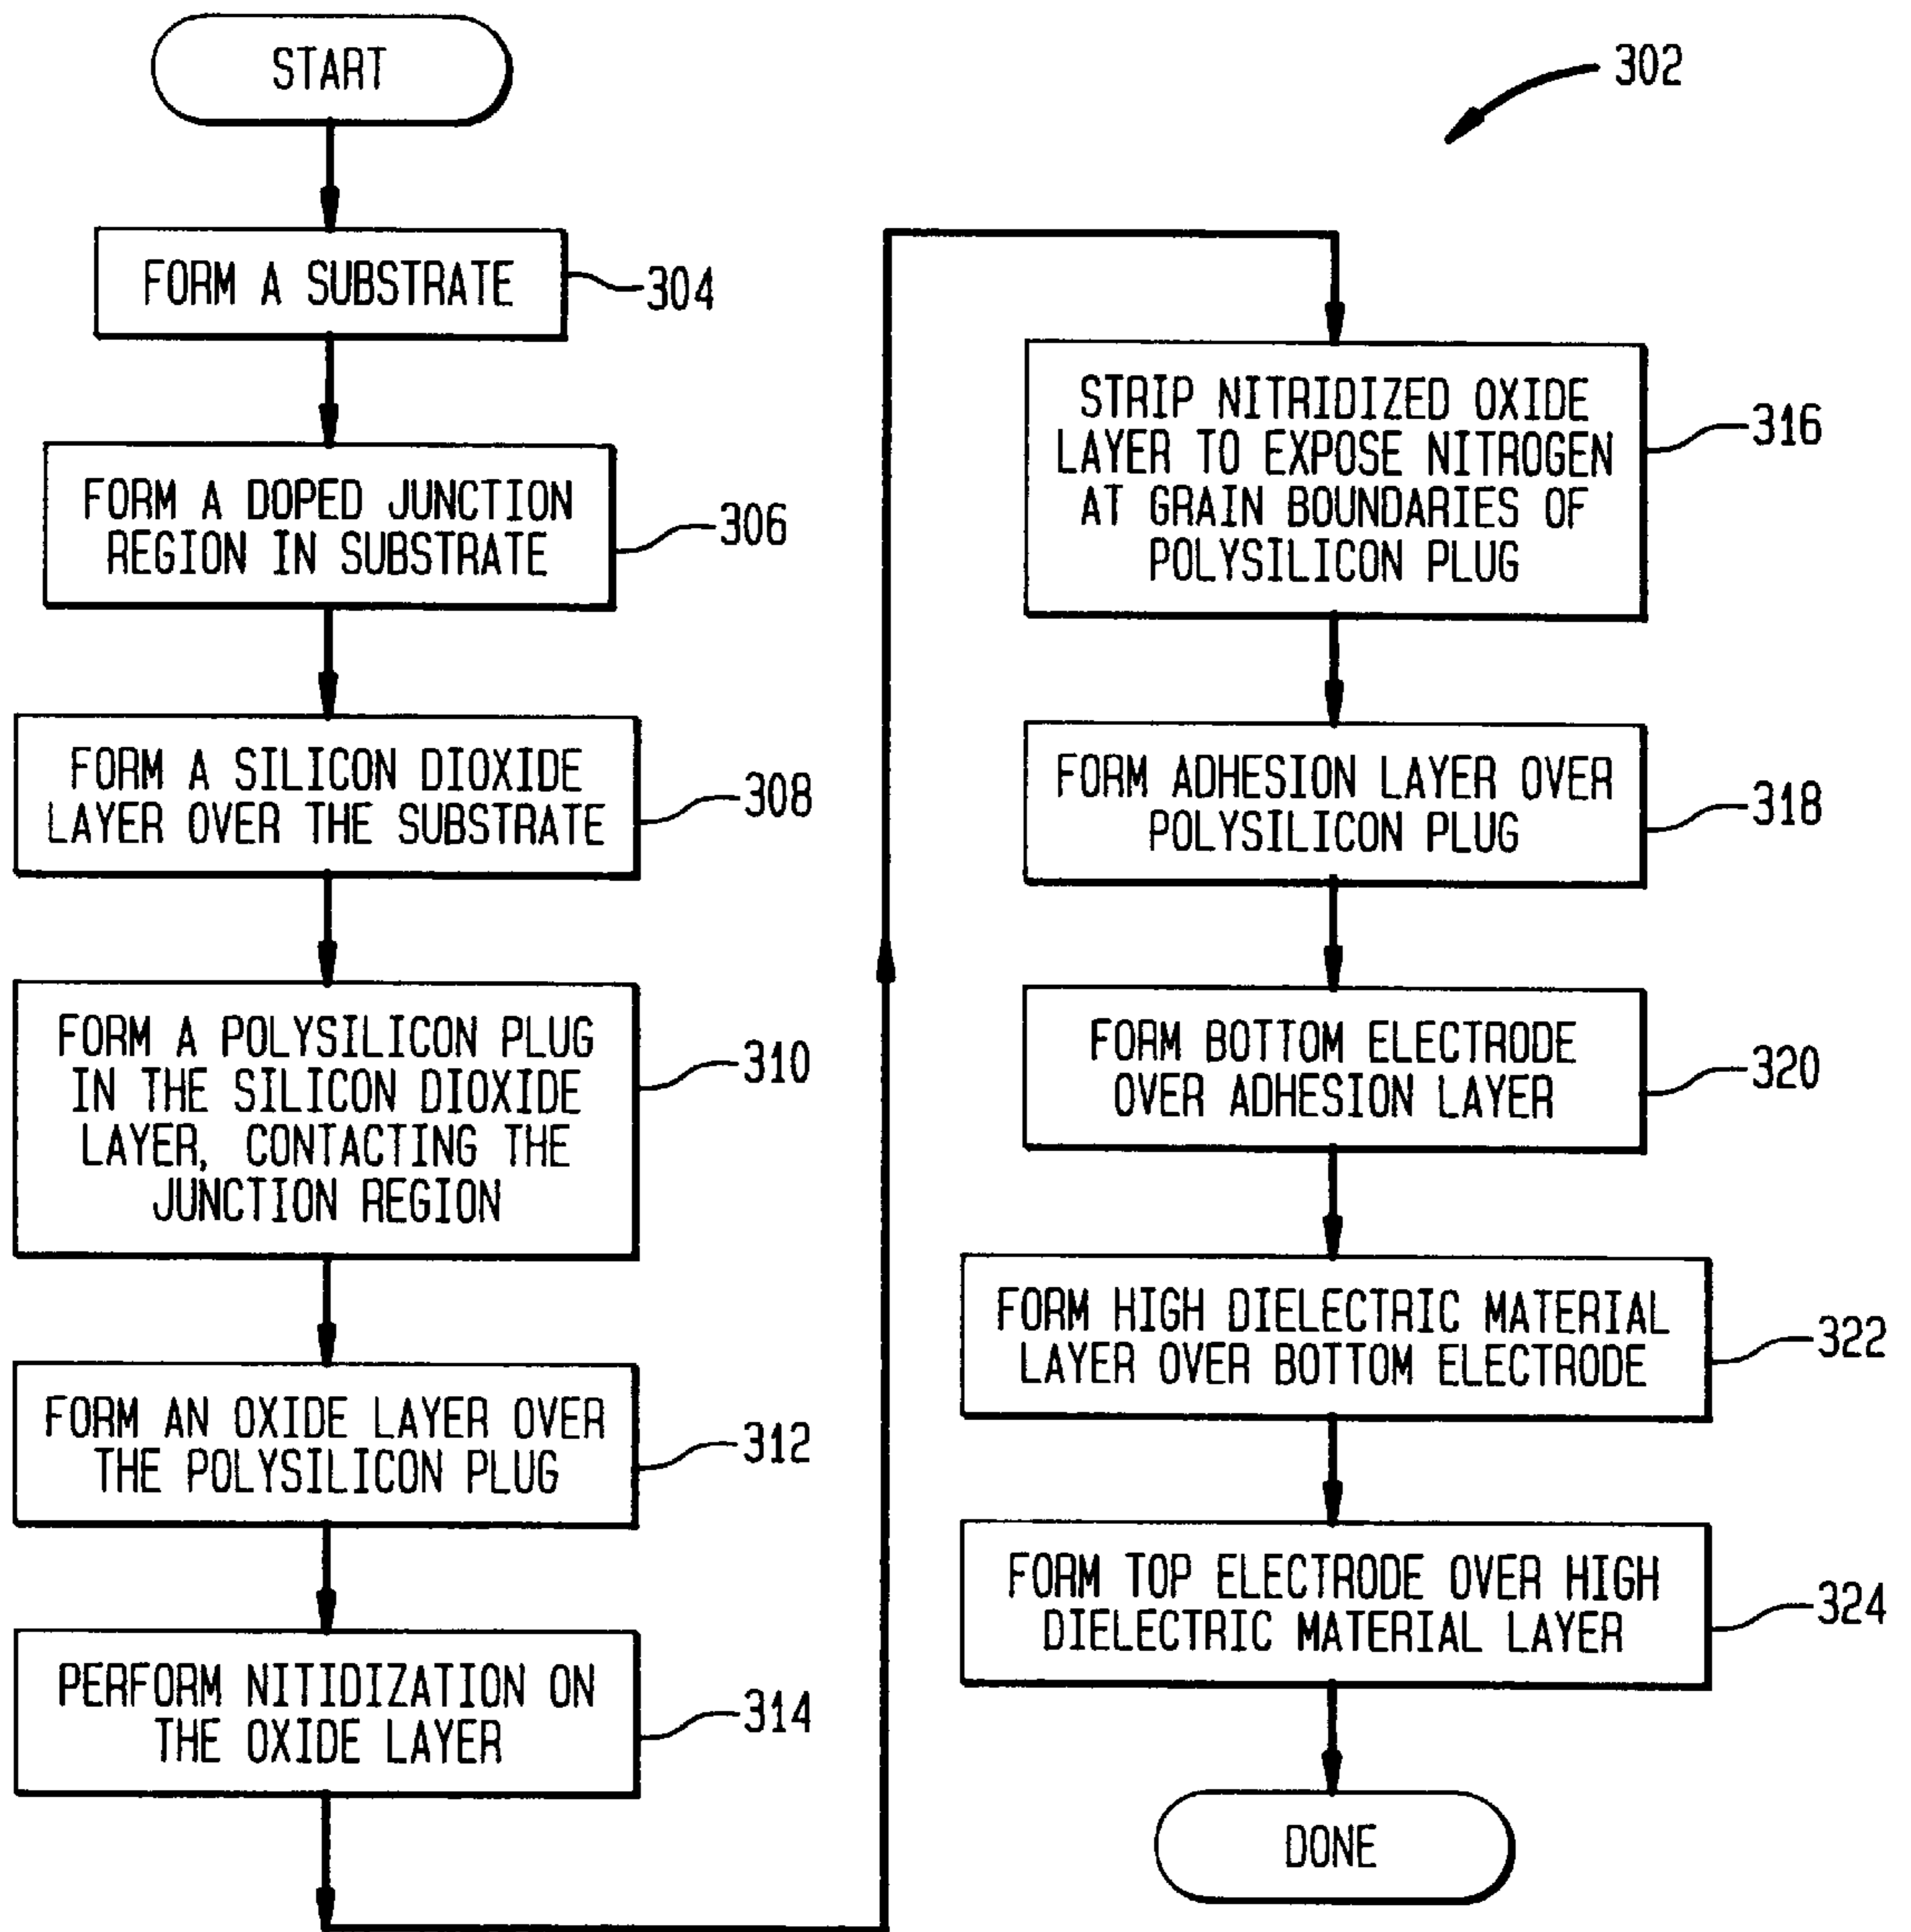 START
302
FORM A SUBSTRATE
304
FORM A DOPED JUNCTION
REGION IN SUBSTRATE
306
FORM A SILICON DIOXIDE
LAYER OVER THE SUBSTRATE
308
FORM A POLYSILICON PLUG
IN THE SILICON DIOXIDE
LAYER, CONTACTING THE
JUNCTION REGION
310
FORM AN OXIDE LAYER OVER
THE POLYSILICON PLUG
312
PERFORM NITIDIZATION ON
THE OXIDE LAYER
314
STRIP NITRIDIZED OXIDE
LAYER TO EXPOSE NITROGEN
AT GRAIN BOUNDARIES OF
POLYSILICON PLUG
316
FORM ADHESION LAYER OVER
POLYSILICON PLUG
318
FORM BOTTOM ELECTRODE
OVER ADHESION LAYER
320
FORM HIGH DIELECTRIC MATERIAL
LAYER OVER BOTTOM ELECTRODE
322
FORM TOP ELECTRODE OVER HIGH
DIELECTRIC MATERIAL LAYER
324
DONE